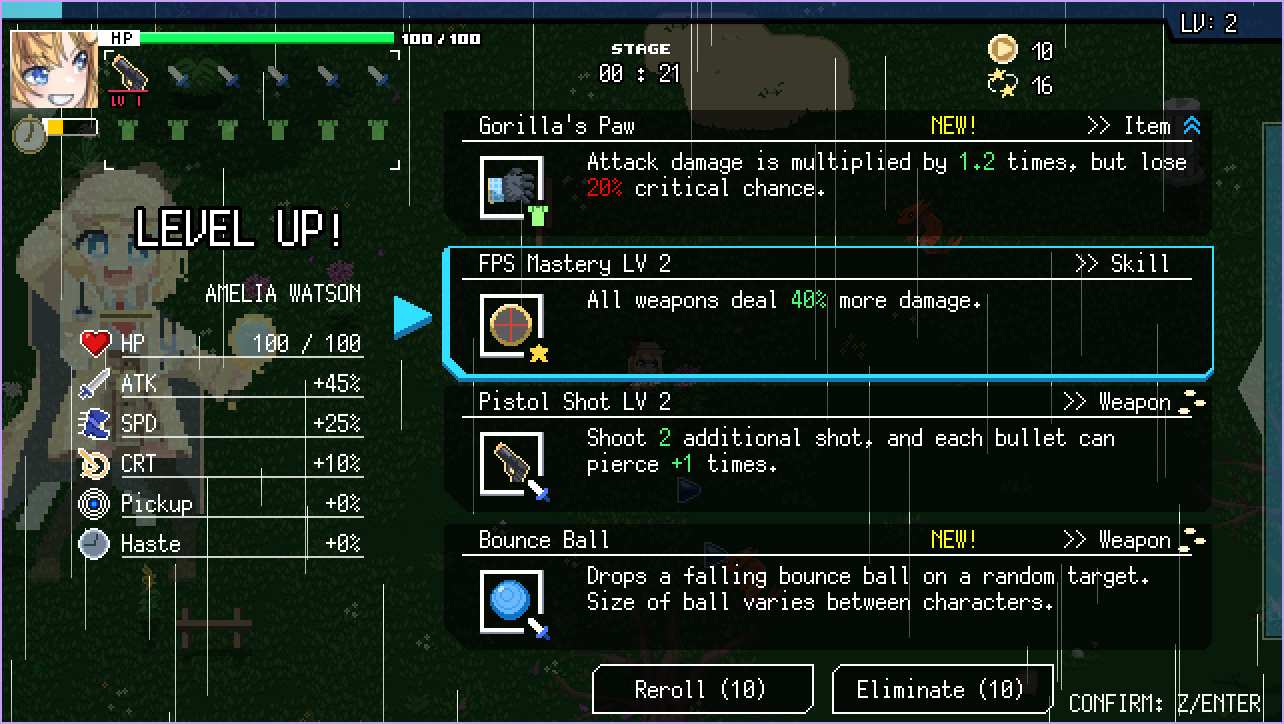 LV: 2
HP 100 / 100
LV 1
STAGE
00 : 21
10
16
LEVEL UP!
AMELIA WATSON
HP 100 / 100
ATK +45%
SPD +25%
CRT +10%
Pickup +0%
Haste +0%
Gorilla's Paw NEW! >> Item
Attack damage is multiplied by 1.2 times, but lose
20% critical chance.
FPS Mastery LV 2 >> Skill
All weapons deal 40% more damage.
Pistol Shot LV 2 >> Weapon
Shoot 2 additional shot, and each bullet can
pierce +1 times.
Bounce Ball NEW! >> Weapon
Drops a falling bounce ball on a random target.
Size of ball varies between characters.
Reroll (10)
Eliminate (10)
CONFIRM: Z/ENTER